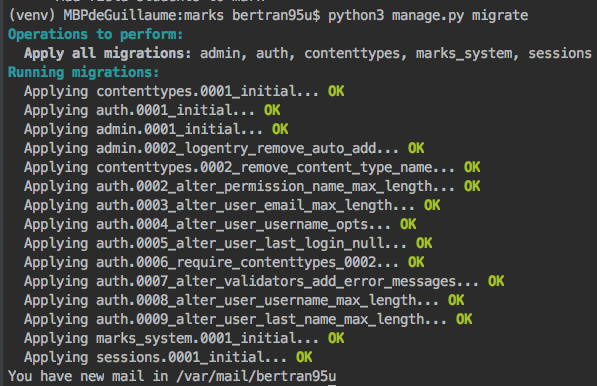 (venv) MBPdeGuillaume:marks bertran95u$ python3 manage.py migrate
Operations to perform:
  Apply all migrations: admin, auth, contenttypes, marks_system, sessions
Running migrations:
  Applying contenttypes.0001_initial... OK
  Applying auth.0001_initial... OK
  Applying admin.0001_initial... OK
  Applying admin.0002_logentry_remove_auto_add... OK
  Applying contenttypes.0002_remove_content_type_name... OK
  Applying auth.0002_alter_permission_name_max_length... OK
  Applying auth.0003_alter_user_email_max_length... OK
  Applying auth.0004_alter_user_username_opts... OK
  Applying auth.0005_alter_user_last_login_null... OK
  Applying auth.0006_require_contenttypes_0002... OK
  Applying auth.0007_alter_validators_add_error_messages... OK
  Applying auth.0008_alter_user_username_max_length... OK
  Applying auth.0009_alter_user_last_name_max_length... OK
  Applying marks_system.0001_initial... OK
  Applying sessions.0001_initial... OK
You have new mail in /var/mail/bertran95u